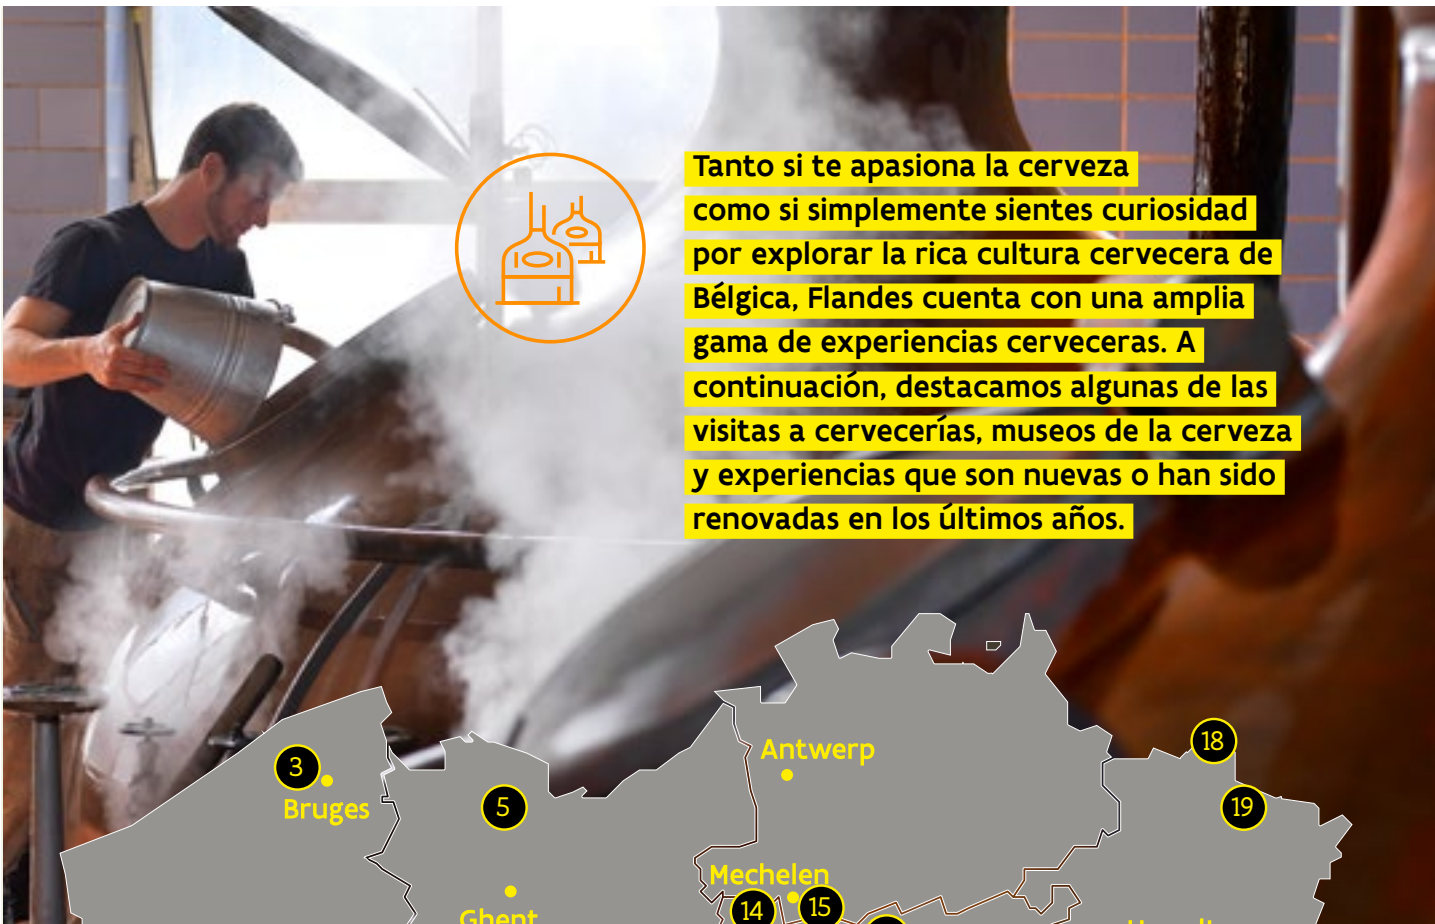 Tanto si te apasiona la cerveza
como si simplemente sientes curiosidad
por explorar la rica cultura cervecera de
Bélgica, Flandes cuenta con una amplia
gama de experiencias cerveceras. A
continuación, destacamos algunas de las
visitas a cervecerías, museos de la cerveza
y experiencias que son nuevas o han sido
renovadas en los últimos años.
18
Antwerp
3
5
19
Bruges
Mechelen
14
15
Ghent